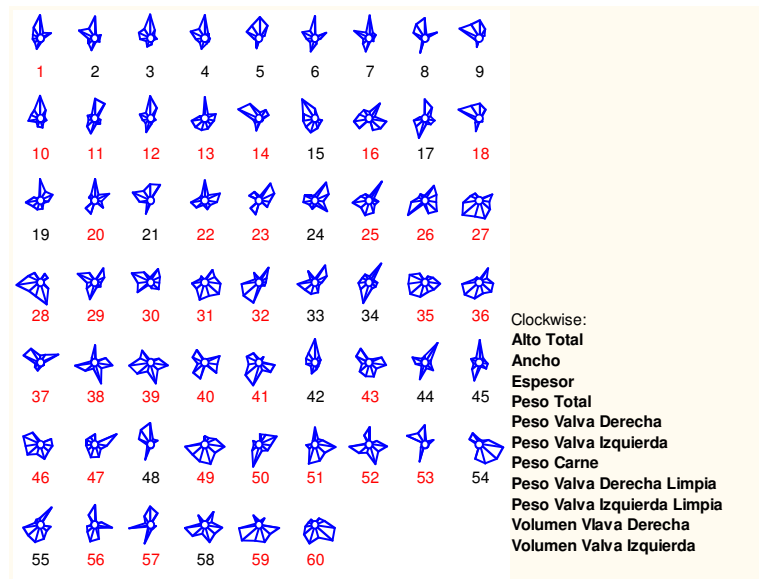 1 2 3 4 5 6 7 8 9
10 11 12 13 14 15 16 17 18
19 20 21 22 23 24 25 26 27
28 29 30 31 32 33 34 35 36
37 38 39 40 41 42 43 44 45
46 47 48 49 50 51 52 53 54
55 56 57 58 59 60
Clockwise:
Alto Total
Ancho
Espesor
Peso Total
Peso Valva Derecha
Peso Valva Izquierda
Peso Carne
Peso Valva Derecha Limpia
Peso Valva Izquierda Limpia
Volumen Vlava Derecha
Volumen Valva Izquierda